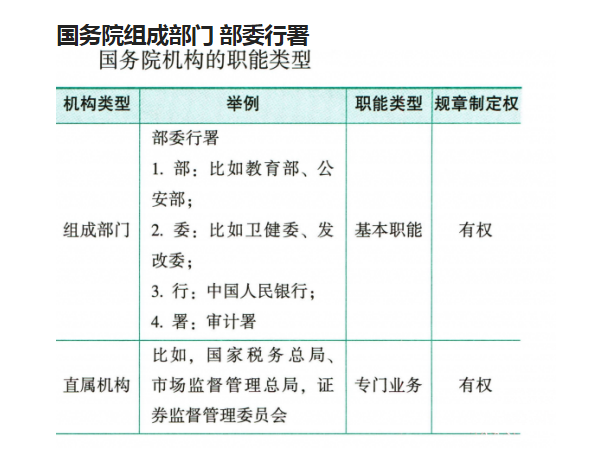 国务院组成部门 部委行署
国务院机构的职能类型
机构类型 举例 职能类型 规章制定权
组成部门
部委行署
1. 部：比如教育部、公
安部；
2. 委：比如卫健委、发
改委；
3. 行：中国人民银行；
4. 署：审计署
基本职能
有权
直属机构
比如，国家税务总局、
市场监督管理总局，证
券监督管理委员会
专门业务
有权